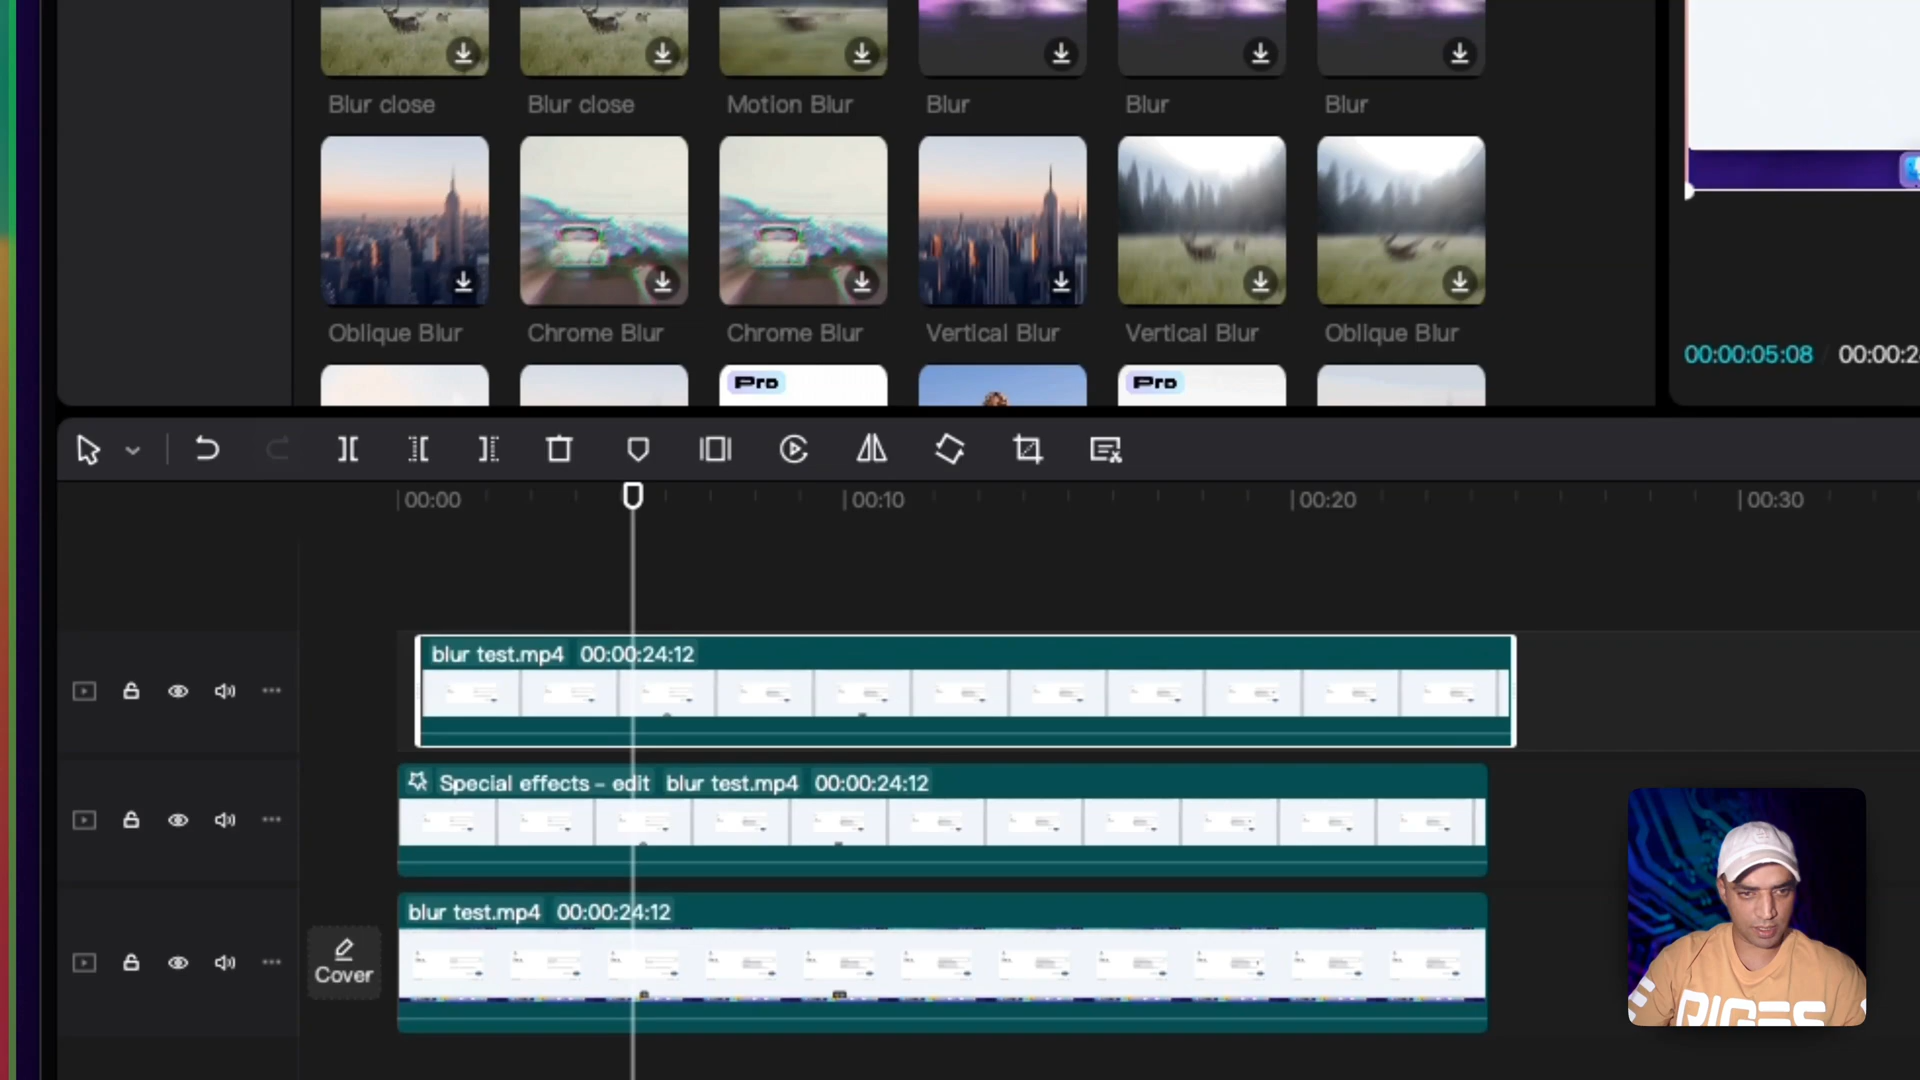 Blur close
Blur close
Motion Blur
Blur
Blur
Blur
Oblique Blur
Chrome Blur
Chrome Blur
Vertical Blur
Vertical Blur
Oblique Blur
Pro
Pro
00:00:05:08 / 00:00:2
00:00
00:10
00:20
00:30
blur test.mp4 00:00:24:12
Special effects – edit blur test.mp4 00:00:24:12
blur test.mp4 00:00:24:12
Cover